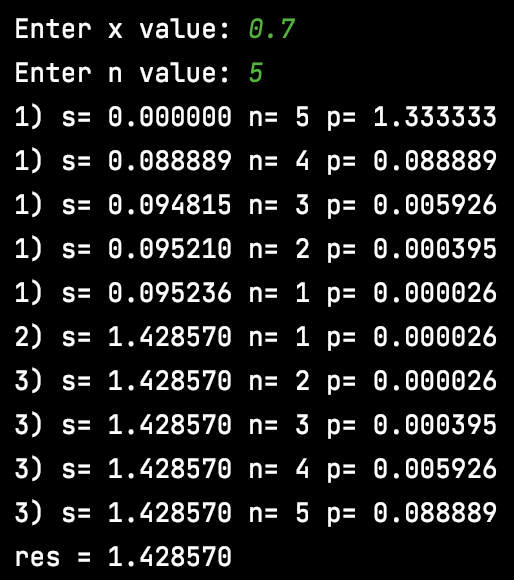 Enter x value: 0.7
Enter n value: 5
1) s= 0.000000 n= 5 p= 1.333333
1) s= 0.088889 n= 4 p= 0.088889
1) s= 0.094815 n= 3 p= 0.005926
1) s= 0.095210 n= 2 p= 0.000395
1) s= 0.095236 n= 1 p= 0.000026
2) s= 1.428570 n= 1 p= 0.000026
3) s= 1.428570 n= 2 p= 0.000026
3) s= 1.428570 n= 3 p= 0.000395
3) s= 1.428570 n= 4 p= 0.005926
3) s= 1.428570 n= 5 p= 0.088889
res = 1.428570